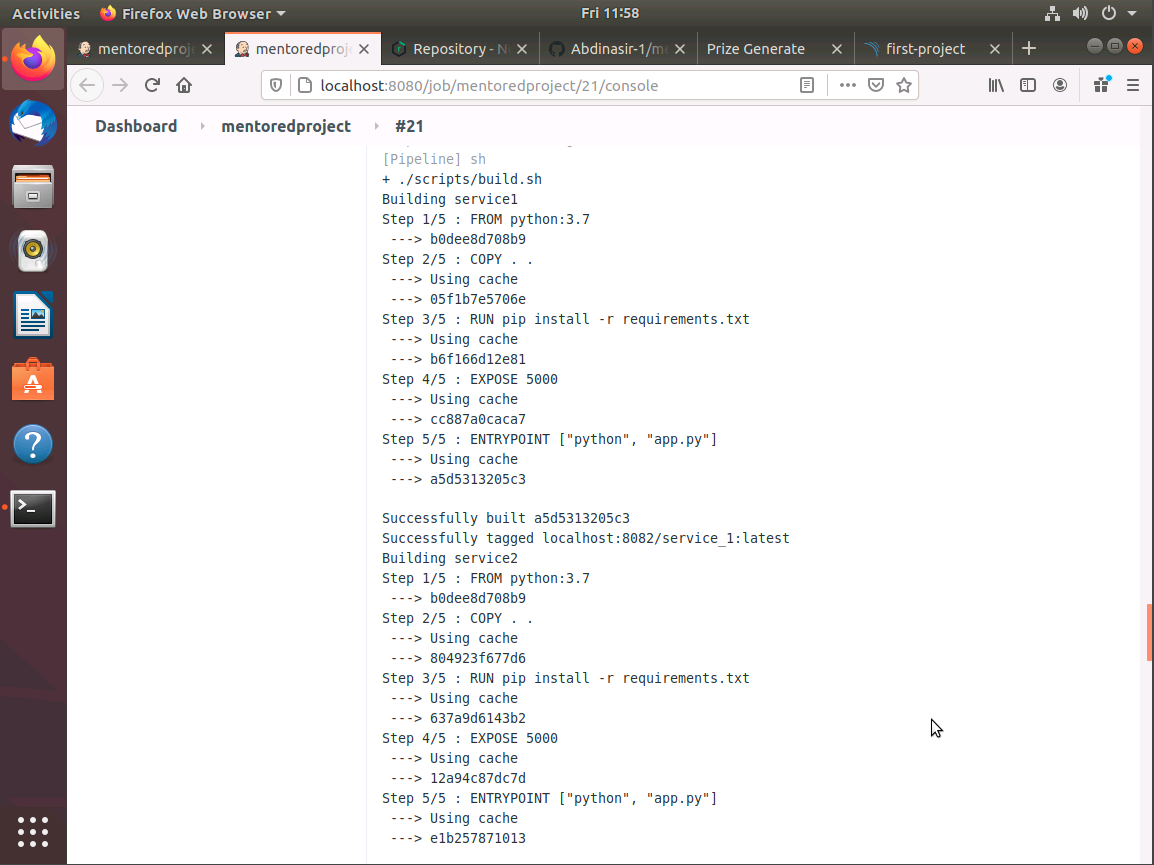 Activities
Firefox Web Browser
Fri 11:58
mentoredproj
mentoredproj
Repository - N
Abdinasir-1/m
Prize Generate
first-project
localhost:8080/job/mentoredproject/21/console
Dashboard
mentoredproject
#21
[Pipeline] sh
+ ./scripts/build.sh
Building service1
Step 1/5 : FROM python:3.7
---> b0dee8d708b9
Step 2/5 : COPY . .
---> Using cache
---> 05f1b7e5706e
Step 3/5 : RUN pip install -r requirements.txt
---> Using cache
---> b6f166d12e81
Step 4/5 : EXPOSE 5000
---> Using cache
---> cc887a0caca7
Step 5/5 : ENTRYPOINT ["python", "app.py"]
---> Using cache
---> a5d5313205c3
Successfully built a5d5313205c3
Successfully tagged localhost:8082/service_1:latest
Building service2
Step 1/5 : FROM python:3.7
---> b0dee8d708b9
Step 2/5 : COPY . .
---> Using cache
---> 804923f677d6
Step 3/5 : RUN pip install -r requirements.txt
---> Using cache
---> 637a9d6143b2
Step 4/5 : EXPOSE 5000
---> Using cache
---> 12a94c87dc7d
Step 5/5 : ENTRYPOINT ["python", "app.py"]
---> Using cache
---> e1b257871013